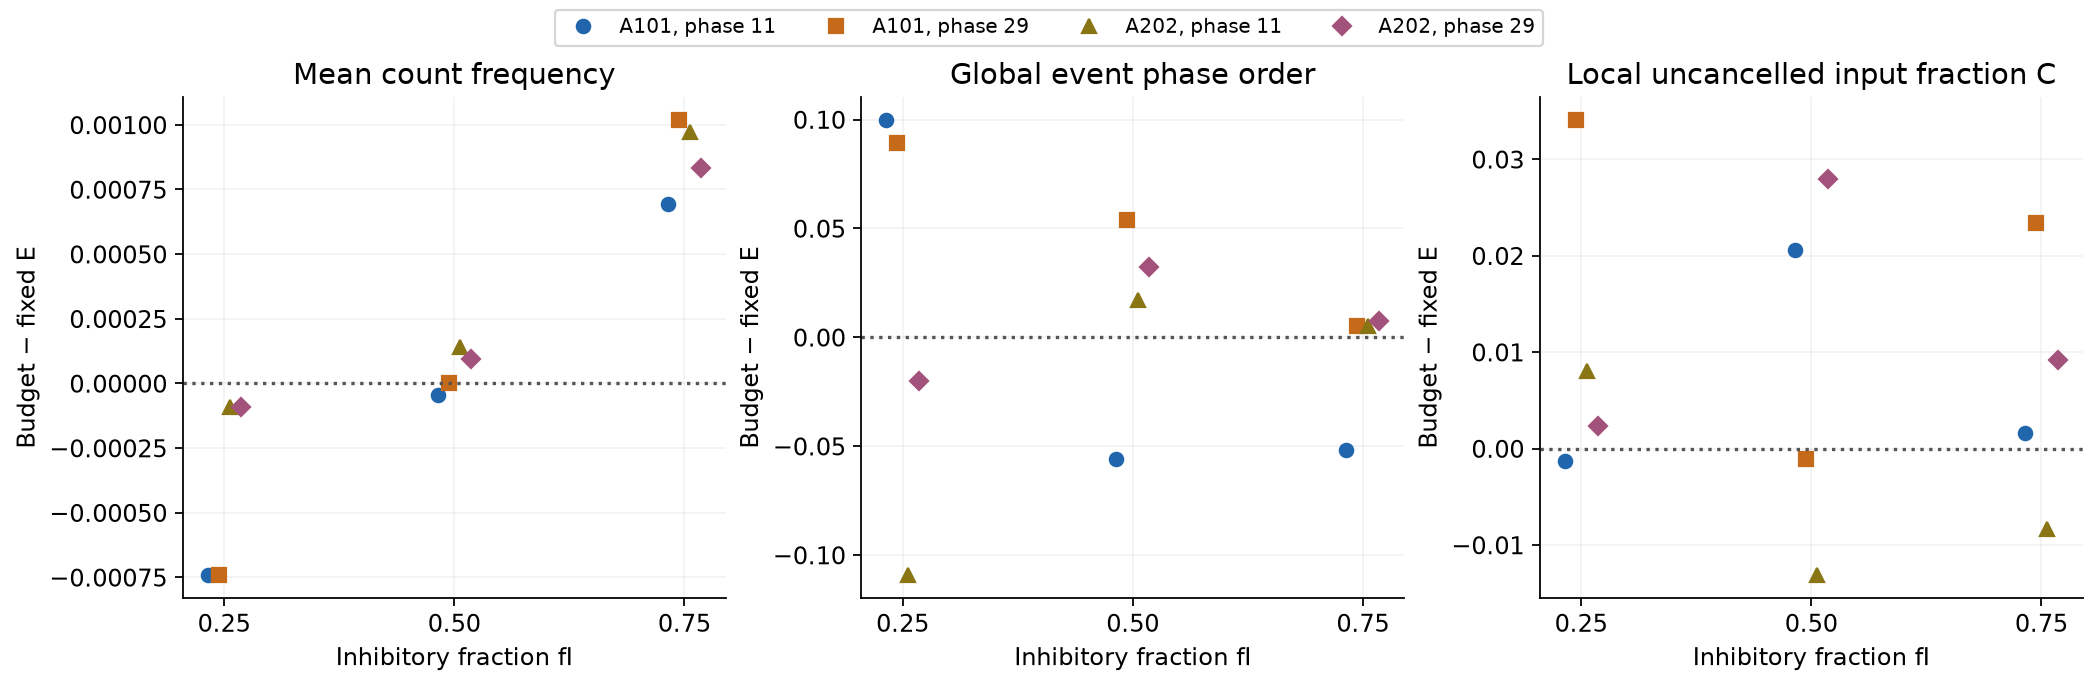 A101, phase 11
A101, phase 29
A202, phase 11
A202, phase 29
Mean count frequency
Budget − fixed E
0.00100
0.00075
0.00050
0.00025
0.00000
−0.00025
−0.00050
−0.00075
0.25
0.50
0.75
Inhibitory fraction fI
Global event phase order
Budget − fixed E
0.10
0.05
0.00
−0.05
−0.10
0.25
0.50
0.75
Inhibitory fraction fI
Local uncancelled input fraction C
Budget − fixed E
0.03
0.02
0.01
0.00
−0.01
0.25
0.50
0.75
Inhibitory fraction fI